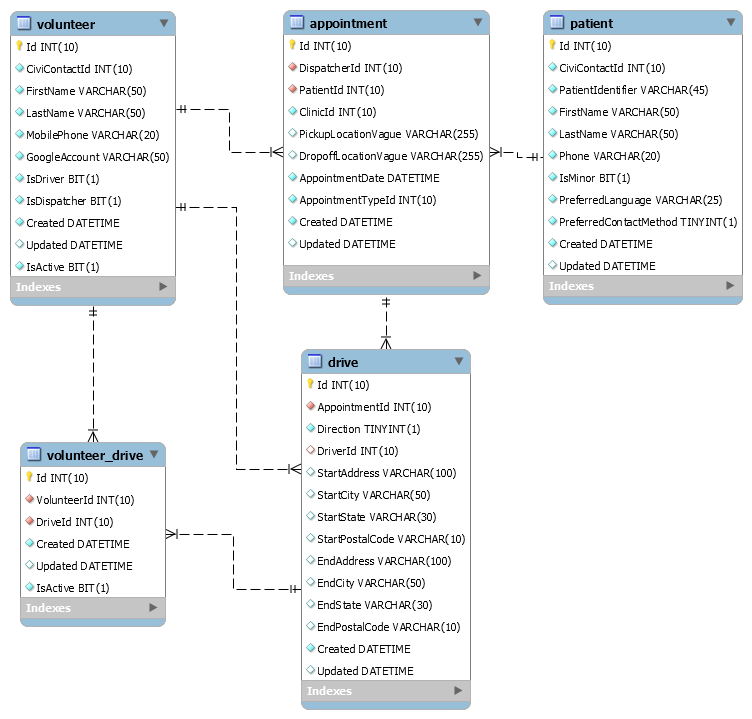 volunteer
Id INT(10)
CiviContactId INT(10)
FirstName VARCHAR(50)
LastName VARCHAR(50)
MobilePhone VARCHAR(20)
GoogleAccount VARCHAR(50)
IsDriver BIT(1)
IsDispatcher BIT(1)
Created DATETIME
Updated DATETIME
IsActive BIT(1)
Indexes
appointment
Id INT(10)
DispatcherId INT(10)
PatientId INT(10)
ClinicId INT(10)
PickupLocationVague VARCHAR(255)
DropoffLocationVague VARCHAR(255)
AppointmentDate DATETIME
AppointmentTypeId INT(10)
Created DATETIME
Updated DATETIME
Indexes
patient
Id INT(10)
CiviContactId INT(10)
PatientIdentifier VARCHAR(45)
FirstName VARCHAR(50)
LastName VARCHAR(50)
Phone VARCHAR(20)
IsMinor BIT(1)
PreferredLanguage VARCHAR(25)
PreferredContactMethod TINYINT(1)
Created DATETIME
Updated DATETIME
Indexes
volunteer_drive
Id INT(10)
VolunteerId INT(10)
DriveId INT(10)
Created DATETIME
Updated DATETIME
IsActive BIT(1)
Indexes
drive
Id INT(10)
AppointmentId INT(10)
Direction TINYINT(1)
DriverId INT(10)
StartAddress VARCHAR(100)
StartCity VARCHAR(50)
StartState VARCHAR(30)
StartPostalCode VARCHAR(10)
EndAddress VARCHAR(100)
EndCity VARCHAR(50)
EndState VARCHAR(30)
EndPostalCode VARCHAR(10)
Created DATETIME
Updated DATETIME
Indexes